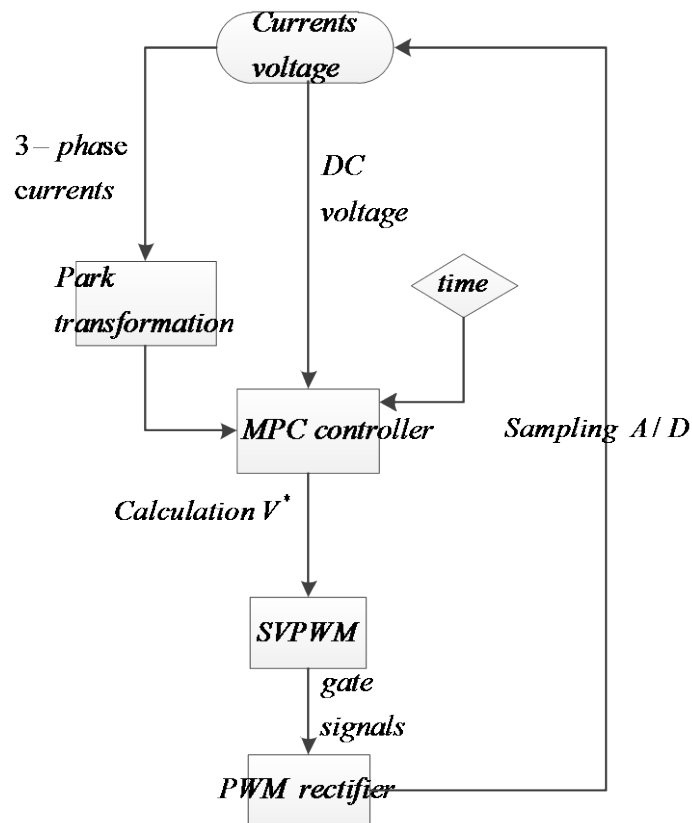 Currents
voltage
3 – phase
currents
DC
voltage
Park
transformation
time
MPC controller
Sampling A / D
Calculation V*
SVPWM
gate
signals
PWM rectifier